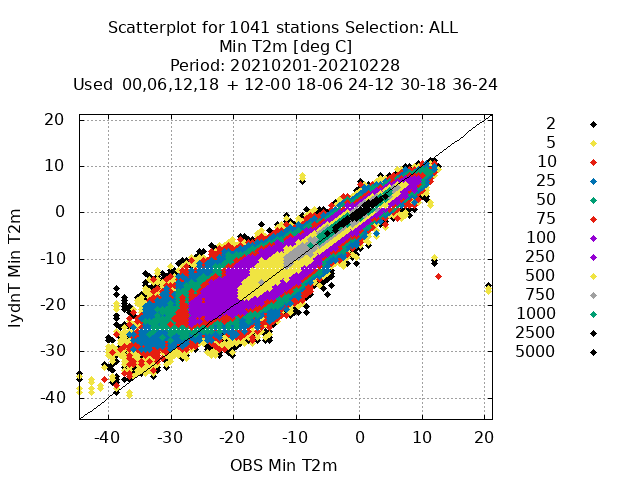 Scatterplot for 1041 stations Selection: ALL
Min T2m [deg C]
Period: 20210201-20210228
Used  00,06,12,18  + 12-00 18-06 24-12 30-18 36-24
20
10
0
-10
-20
-30
-40
-40 -30 -20 -10 0 10 20
lydnT Min T2m
OBS Min T2m
2
5
10
25
50
75
100
250
500
750
1000
2500
5000